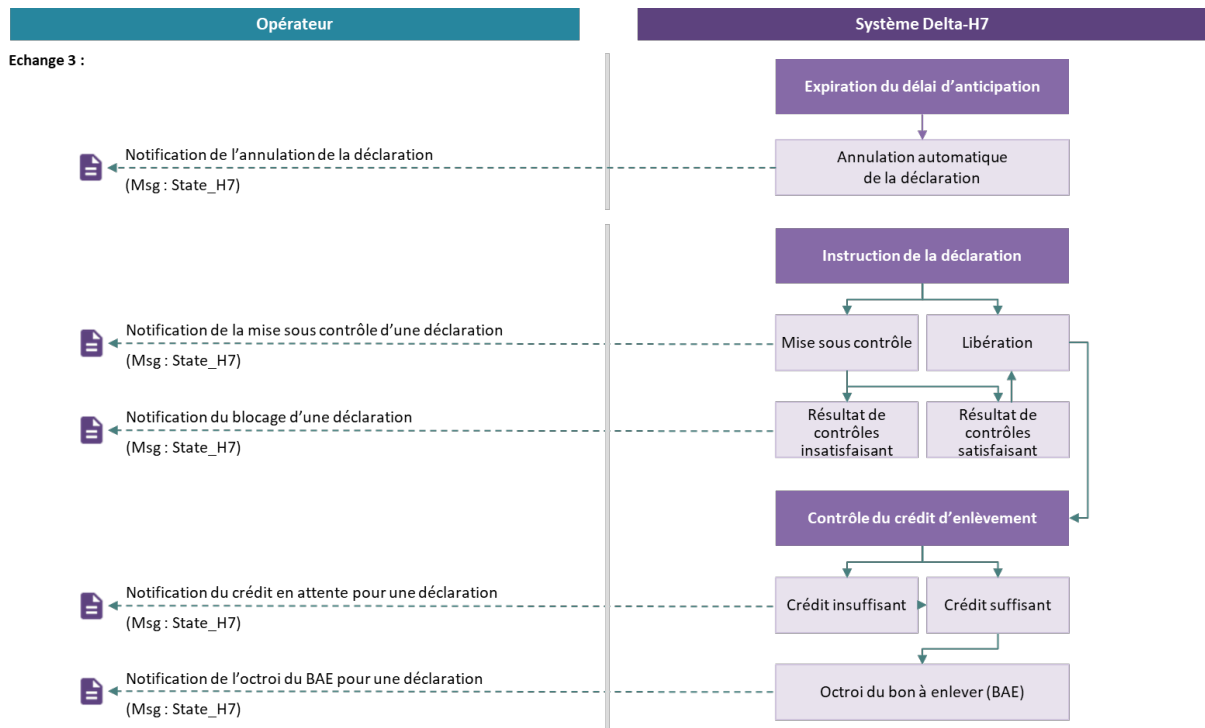 Opérateur
Système Delta-H7
Echange 3 :
Expiration du délai d’anticipation
Notification de l’annulation de la déclaration
(Msg : State_H7)
Annulation automatique
de la déclaration
Instruction de la déclaration
Notification de la mise sous contrôle d’une déclaration
(Msg : State_H7)
Mise sous contrôle
Libération
Notification du blocage d’une déclaration
(Msg : State_H7)
Résultat de
contrôles
insatisfaisant
Résultat de
contrôles
satisfaisant
Contrôle du crédit d’enlèvement
Notification du crédit en attente pour une déclaration
(Msg : State_H7)
Crédit insuffisant
Crédit suffisant
Notification de l’octroi du BAE pour une déclaration
(Msg : State_H7)
Octroi du bon à enlever (BAE)